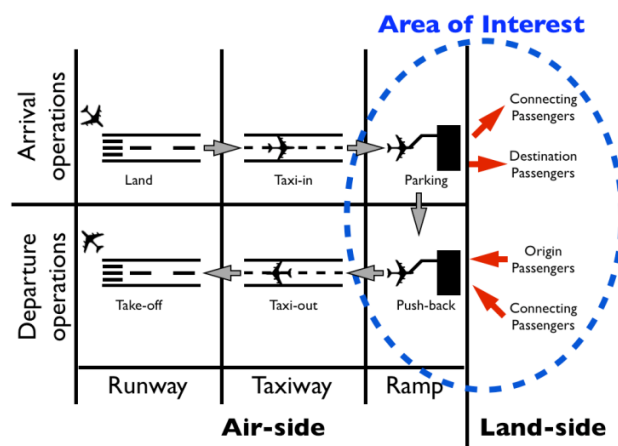 Area of Interest
Arrival
operations
Land
Taxi-in
Parking
Connecting
Passengers
Destination
Passengers
Departure
operations
Take-off
Taxi-out
Push-back
Origin
Passengers
Connecting
Passengers
Runway
Taxiway
Ramp
Air-side
Land-side